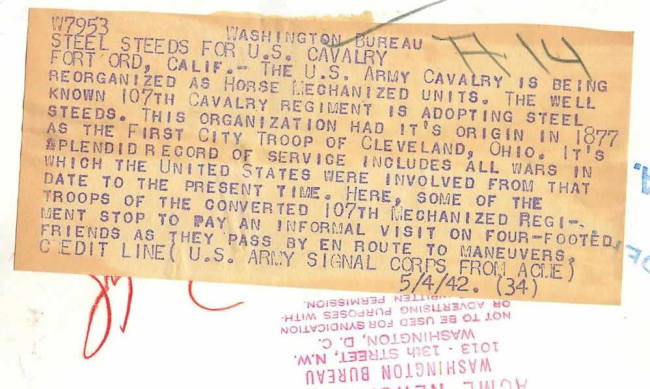 W7953 WASHINGTON BUREAU
STEEL STEEDS FOR U.S. CAVALRY
FORT ORD, CALIF.- THE U.S. ARMY CAVALRY IS BEING
REORGANIZED AS HORSE MECHANIZED UNITS. THE WELL
KNOWN 107TH CAVALRY REGIMENT IS ADOPTING STEEL
STEEDS. THIS ORGANIZATION HAD IT'S ORIGIN IN 1877
AS THE FIRST CITY TROOP OF CLEVELAND, OHIO. IT'S
SPLENDID RECORD OF SERVICE INCLUDES ALL WARS IN
WHICH THE UNITED STATES WERE INVOLVED FROM THAT
DATE TO THE PRESENT TIME. HERE, SOME OF THE
TROOPS OF THE CONVERTED 107TH MECHANIZED REGI-
MENT STOP TO PAY AN INFORMAL VISIT ON FOUR-FOOTED
FRIENDS AS THEY PASS BY EN ROUTE TO MANEUVERS.
CREDIT LINE( U.S. ARMY SIGNAL CORPS FROM ACME)
5/4/42. (34)
A14
ACME
WASHINGTON BUREAU
1013 - 13th STREET, N.W.
WASHINGTON, D. C.
NOT TO BE USED FOR SYNDICATION
OR ADVERTISING PURPOSES WITH-
WRITTEN PERMISSION.